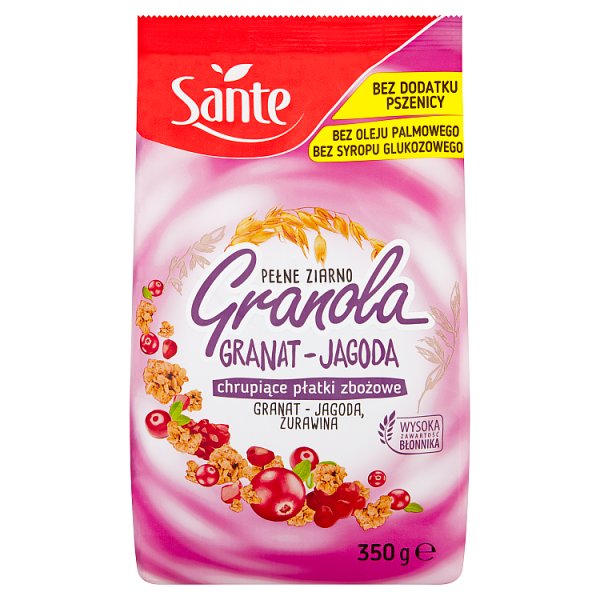 Sante
BEZ DODATKU
PSZENICY
BEZ OLEJU PALMOWEGO
BEZ SYROPU GLUKOZOWEGO
PEŁNE ZIARNO
Granola
GRANAT - JAGODA
chrupiące płatki zbożowe
GRANAT - JAGODA,
ŻURAWINA
WYSOKA
ZAWARTOŚĆ
BŁONNIKA
350 g ℮